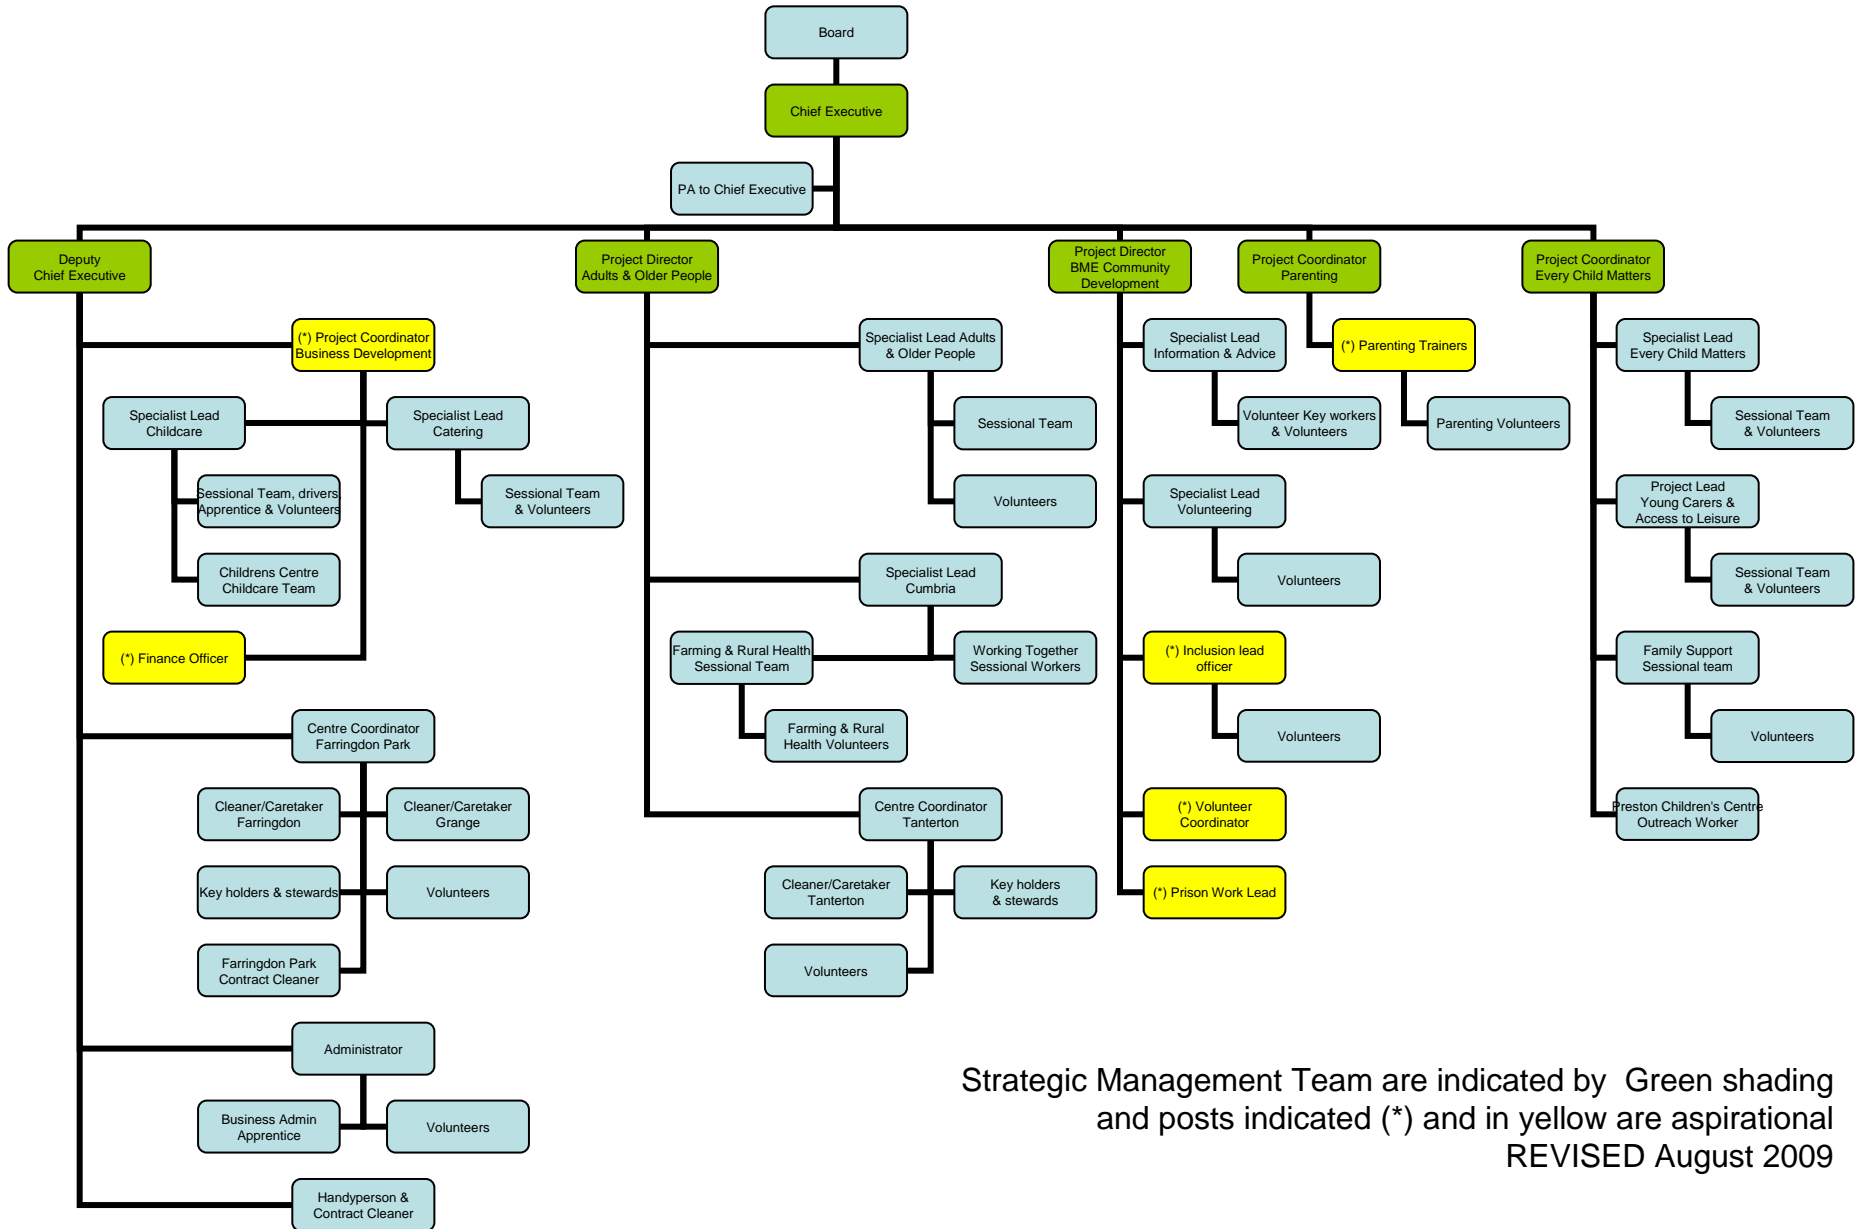 Board
Chief Executive
PA to Chief Executive
Deputy
Chief Executive
Project Director
Adults & Older People
Project Director
BME Community
Development
Project Coordinator
Parenting
Project Coordinator
Every Child Matters
(*) Project Coordinator
Business Development
Specialist Lead
Childcare
Specialist Lead
Catering
Sessional Team, drivers,
Apprentice & Volunteers
Sessional Team
& Volunteers
Childrens Centre
Childcare Team
(*) Finance Officer
Centre Coordinator
Farringdon Park
Cleaner/Caretaker
Farringdon
Cleaner/Caretaker
Grange
Key holders & stewards
Volunteers
Farringdon Park
Contract Cleaner
Administrator
Business Admin
Apprentice
Volunteers
Handyperson &
Contract Cleaner
Specialist Lead Adults
& Older People
Sessional Team
Volunteers
Specialist Lead
Cumbria
Farming & Rural Health
Sessional Team
Working Together
Sessional Workers
Farming & Rural
Health Volunteers
Centre Coordinator
Tanterton
Cleaner/Caretaker
Tanterton
Key holders
& stewards
Volunteers
Specialist Lead
Information & Advice
Volunteer Key workers
& Volunteers
Specialist Lead
Volunteering
Volunteers
(*) Inclusion lead
officer
Volunteers
(*) Volunteer
Coordinator
(*) Prison Work Lead
(*) Parenting Trainers
Parenting Volunteers
Specialist Lead
Every Child Matters
Sessional Team
& Volunteers
Project Lead
Young Carers &
Access to Leisure
Sessional Team
& Volunteers
Family Support
Sessional team
Volunteers
Preston Children's Centre
Outreach Worker
Strategic Management Team are indicated by Green shading
and posts indicated (*) and in yellow are aspirational
REVISED August 2009